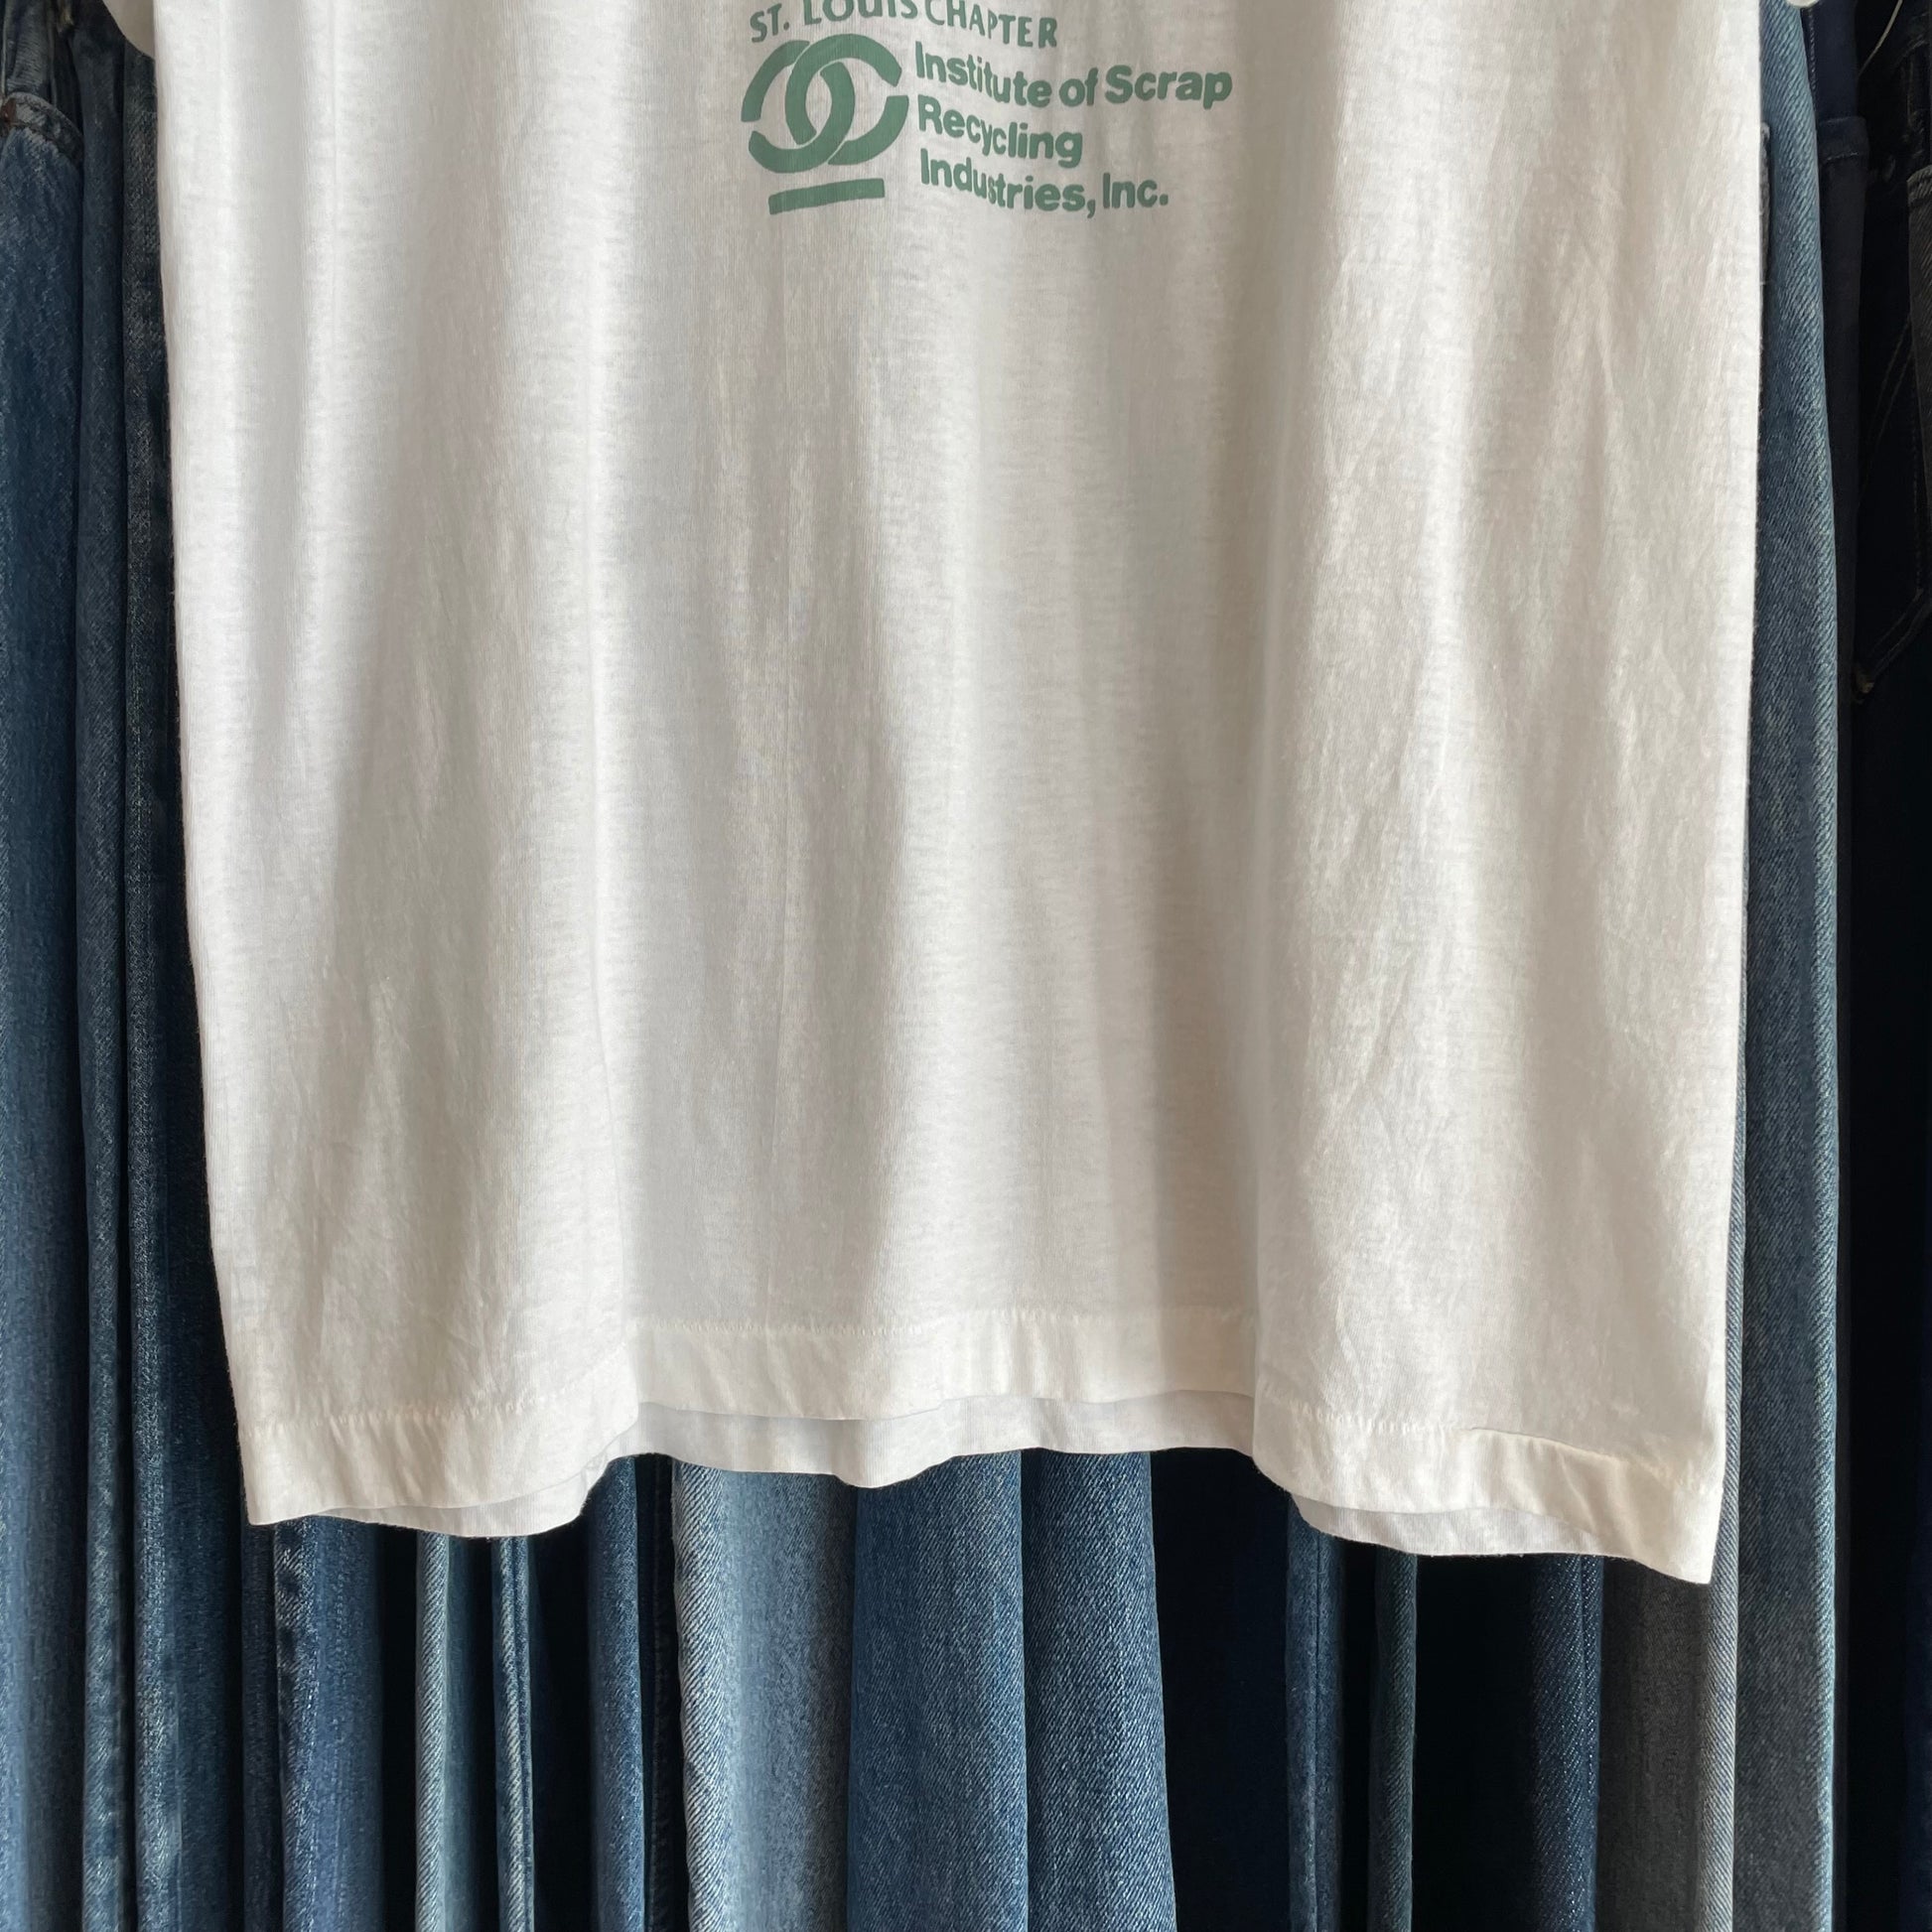 ST. LOUIS CHAPTER
Institute of Scrap
Recycling
Industries, Inc.